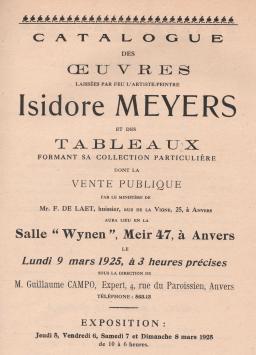 CATALOGUE
DES
ŒUVRES
LAISSÉES PAR FEU L'ARTISTE-PEINTRE
Isidore MEYERS
ET DES
TABLEAUX
FORMANT SA COLLECTION PARTICULIÈRE
DONT LA
VENTE PUBLIQUE
PAR LE MINISTÈRE DE
Mr. F. DE LAET, huissier, RUE DE LA VIGNE, 25, à ANVERS
AURA LIEU EN LA
Salle "Wynen", Meir 47, à Anvers
LE
Lundi 9 mars 1925, à 3 heures précises
SOUS LA DIRECTION DE
M. Guillaume CAMPO, Expert, 4, rue du Paroissien, Anvers
TÉLÉPHONE: 863.13
EXPOSITION:
Jeudi 5, Vendredi 6, Samedi 7 et Dimanche 8 mars 1925
de 10 à 6 heures.